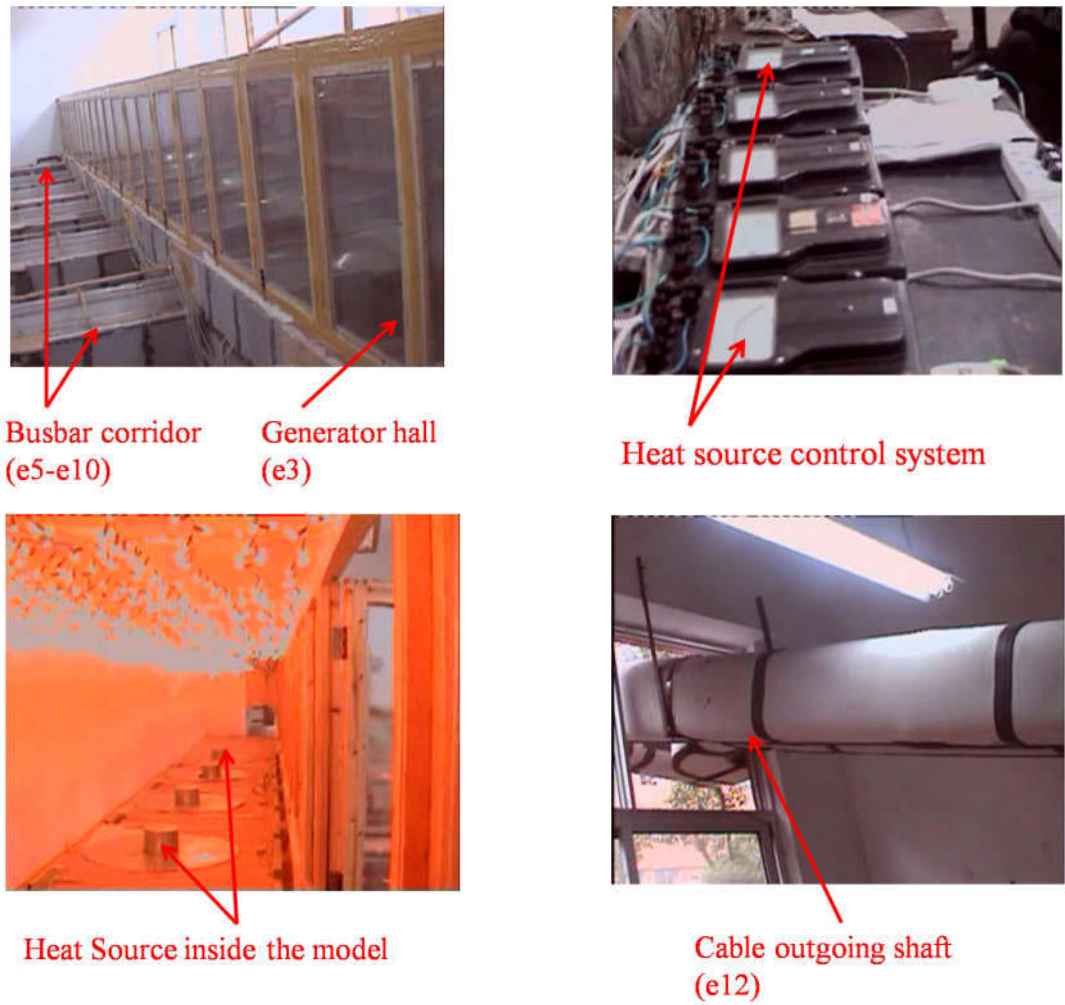 Busbar corridor
(e5-e10)
Generator hall
(e3)
Heat source control system
Heat Source inside the model
Cable outgoing shaft
(e12)